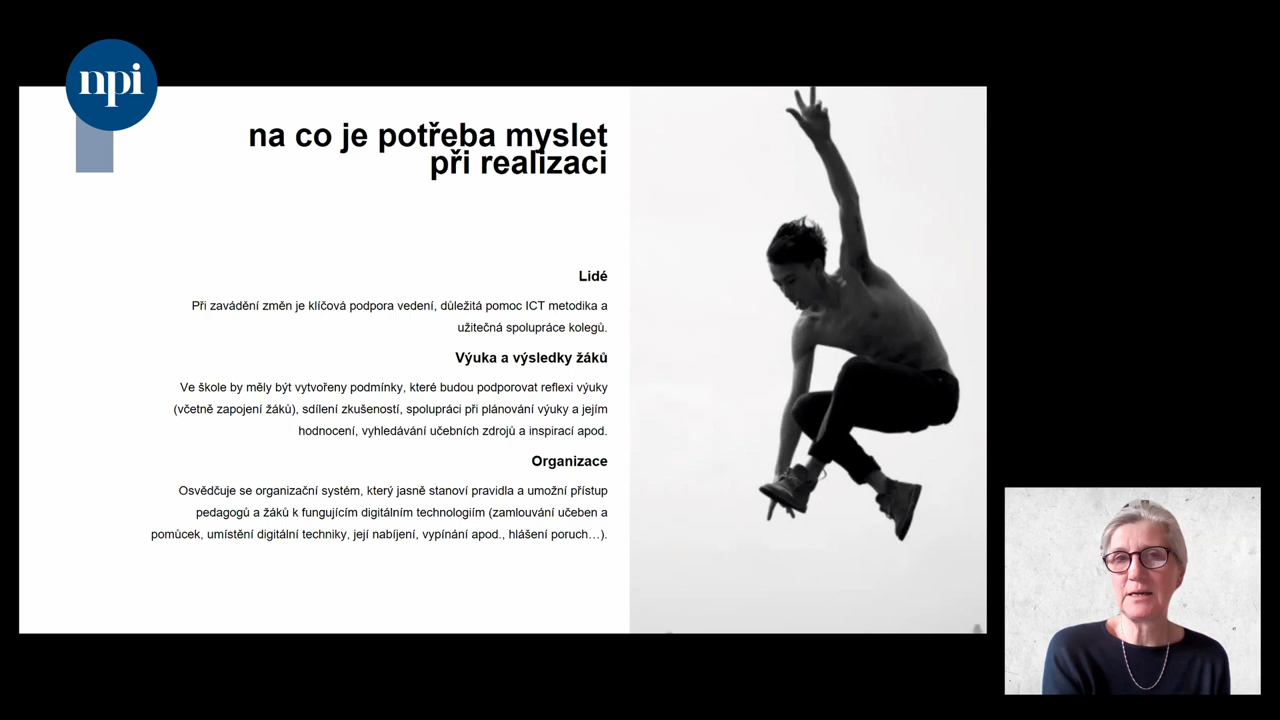 npi
na co je potřeba myslet
při realizaci
Lidé
Při zavádění změn je klíčová podpora vedení, důležitá pomoc ICT metodika a
užitečná spolupráce kolegů.
Výuka a výsledky žáků
Ve škole by měly být vytvořeny podmínky, které budou podporovat reflexi výuky
(včetně zapojení žáků), sdílení zkušeností, spolupráci při plánování výuky a jejím
hodnocení, vyhledávání učebních zdrojů a inspirací apod.
Organizace
Osvědčuje se organizační systém, který jasně stanoví pravidla a umožní přístup
pedagogů a žáků k fungujícím digitálním technologiím (zamlouvání učeben a
pomůcek, umístění digitální techniky, její nabíjení, vypínání apod., hlášení poruch…).